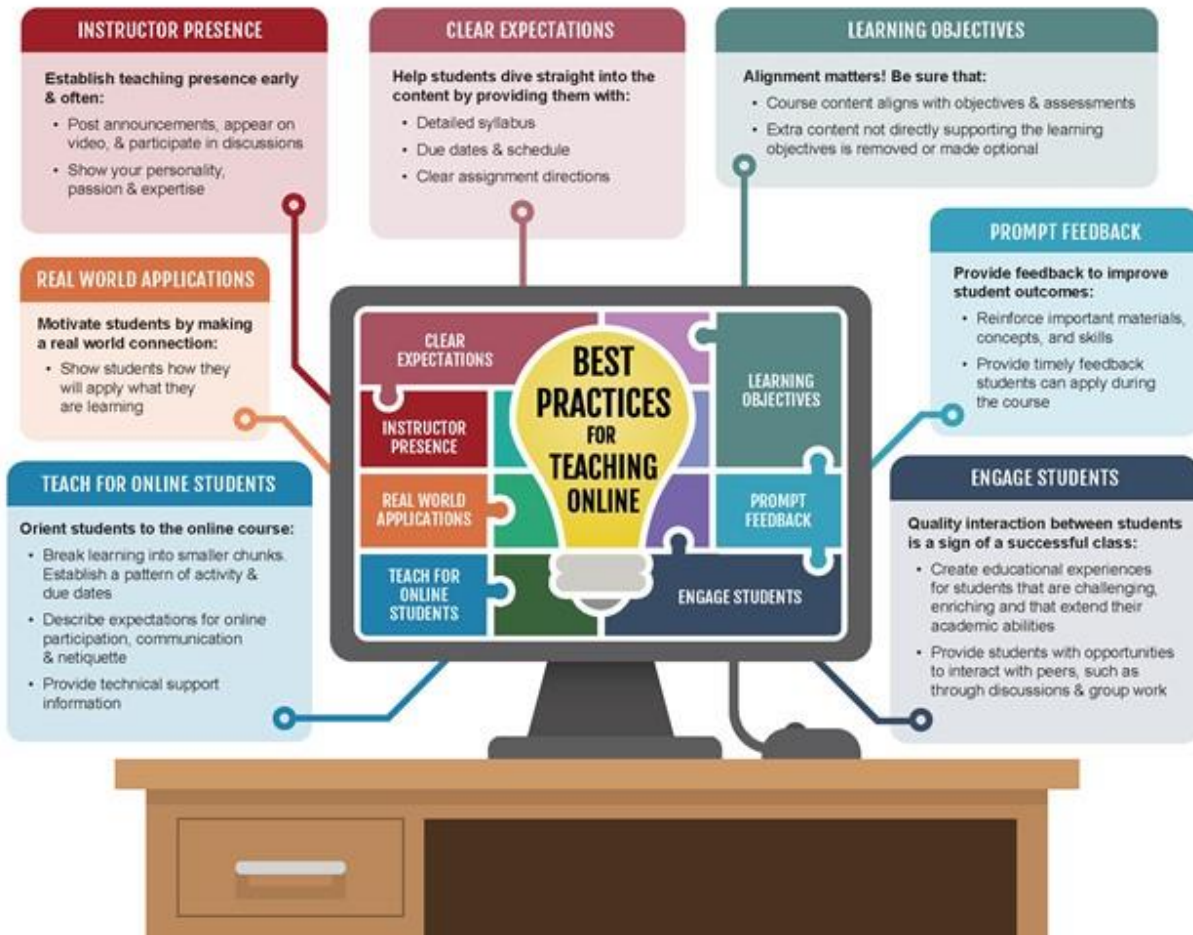 INSTRUCTOR PRESENCE
Establish teaching presence early
& often:
• Post announcements, appear on
video, & participate in discussions
• Show your personality,
passion & expertise
CLEAR EXPECTATIONS
Help students dive straight into the
content by providing them with:
• Detailed syllabus
• Due dates & schedule
• Clear assignment directions
LEARNING OBJECTIVES
Alignment matters! Be sure that:
• Course content aligns with objectives & assessments
• Extra content not directly supporting the learning
objectives is removed or made optional
REAL WORLD APPLICATIONS
Motivate students by making
a real world connection:
• Show students how they
will apply what they
are learning
PROMPT FEEDBACK
Provide feedback to improve
student outcomes:
• Reinforce important materials,
concepts, and skills
• Provide timely feedback
students can apply during
the course
TEACH FOR ONLINE STUDENTS
Orient students to the online course:
• Break learning into smaller chunks.
Establish a pattern of activity &
due dates
• Describe expectations for online
participation, communication
& netiquette
• Provide technical support
information
ENGAGE STUDENTS
Quality interaction between students
is a sign of a successful class:
• Create educational experiences
for students that are challenging,
enriching and that extend their
academic abilities
• Provide students with opportunities
to interact with peers, such as
through discussions & group work
CLEAR
EXPECTATIONS
INSTRUCTOR
PRESENCE
REAL WORLD
APPLICATIONS
TEACH FOR
ONLINE
STUDENTS
BEST
PRACTICES
FOR
TEACHING
ONLINE
LEARNING
OBJECTIVES
PROMPT
FEEDBACK
ENGAGE STUDENTS